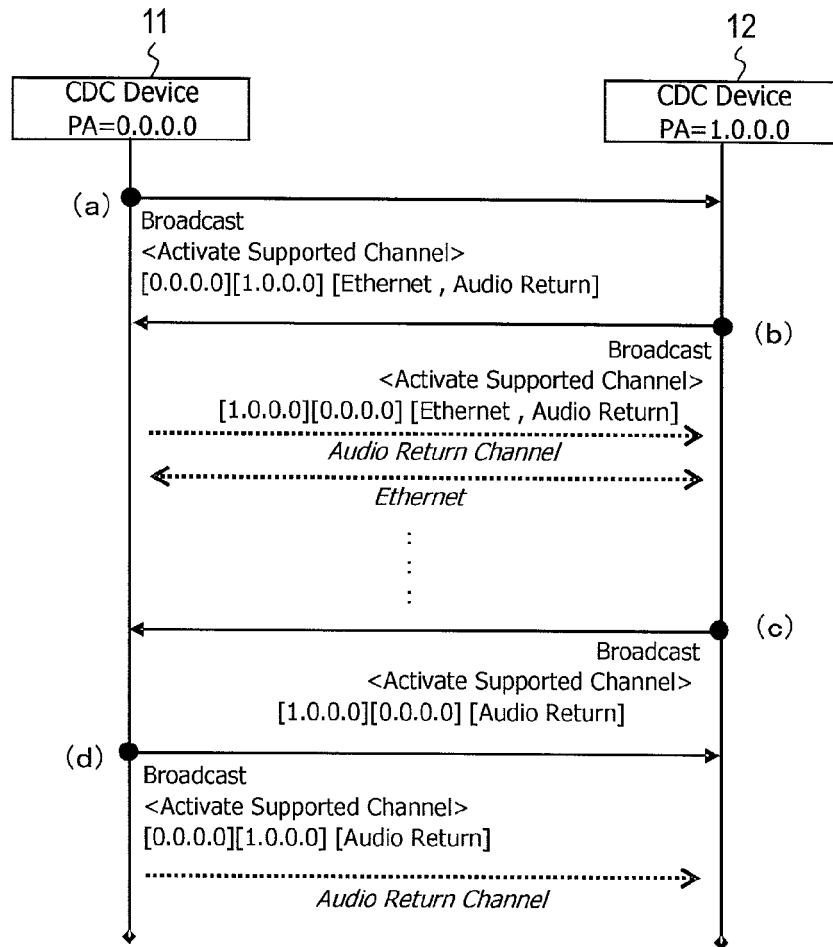 11
12
CDC Device
PA=0.0.0.0
CDC Device
PA=1.0.0.0
(a)
Broadcast
<Activate Supported Channel>
[0.0.0.0][1.0.0.0] [Ethernet , Audio Return]
(b)
Broadcast
<Activate Supported Channel>
[1.0.0.0][0.0.0.0] [Ethernet , Audio Return]
Audio Return Channel
Ethernet
(c)
Broadcast
<Activate Supported Channel>
[1.0.0.0][0.0.0.0] [Audio Return]
(d)
Broadcast
<Activate Supported Channel>
[0.0.0.0][1.0.0.0] [Audio Return]
Audio Return Channel